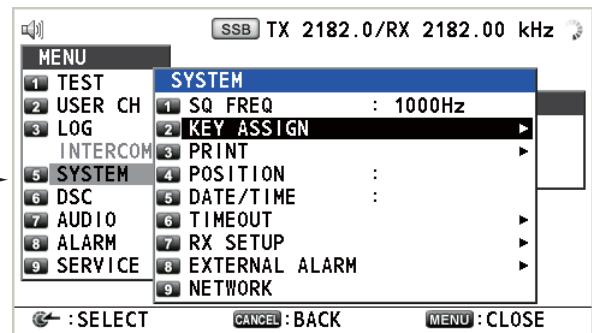 SSB TX 2182.0/RX 2182.00 kHz
MENU
1 TEST
2 USER CH
3 LOG
INTERCOM
5 SYSTEM
6 DSC
7 AUDIO
8 ALARM
9 SERVICE
SYSTEM
1 SQ FREQ : 1000Hz
2 KEY ASSIGN
3 PRINT
4 POSITION :
5 DATE/TIME :
6 TIMEOUT
7 RX SETUP
8 EXTERNAL ALARM
9 NETWORK
:SELECT CANCEL:BACK MENU:CLOSE